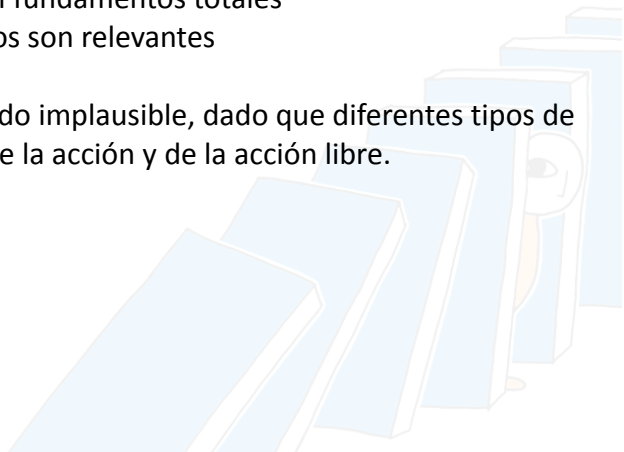 fundamentos totales
os son relevantes
do implausible, dado que diferentes tipos de
e la acción y de la acción libre.